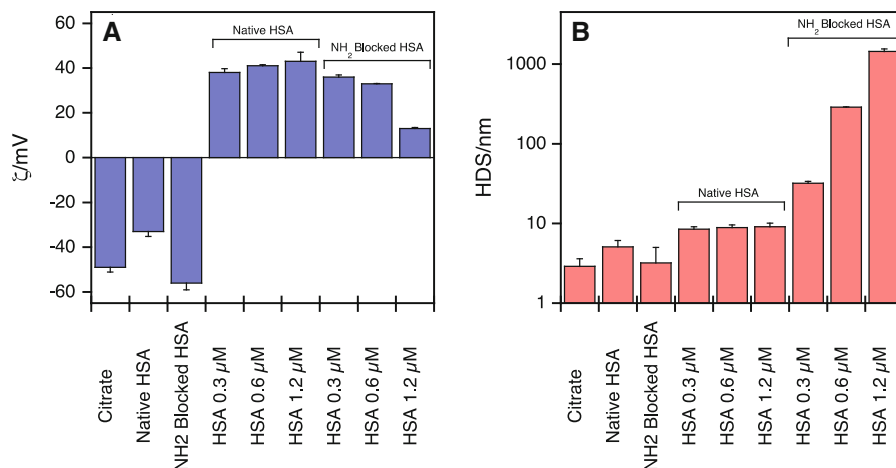 A
Native HSA
NH2 Blocked HSA
60
40
20
0
-20
-40
-60
ζ/mV
Citrate
Native HSA
NH2 Blocked HSA
HSA 0.3 µM
HSA 0.6 µM
HSA 1.2 µM
HSA 0.3 µM
HSA 0.6 µM
HSA 1.2 µM
B
NH2 Blocked HSA
Native HSA
1000
100
10
1
HDS/nm
Citrate
Native HSA
NH2 Blocked HSA
HSA 0.3 µM
HSA 0.6 µM
HSA 1.2 µM
HSA 0.3 µM
HSA 0.6 µM
HSA 1.2 µM